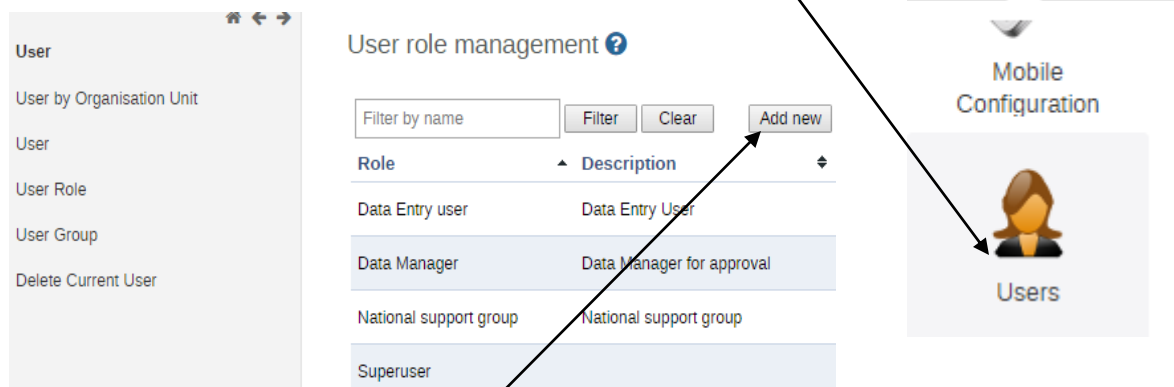 User
User by Organisation Unit
User
User Role
User Group
Delete Current User
User role management ?
Filter by name Filter Clear Add new
Role Description
Data Entry user Data Entry User
Data Manager Data Manager for approval
National support group National support group
Superuser
Mobile
Configuration
Users